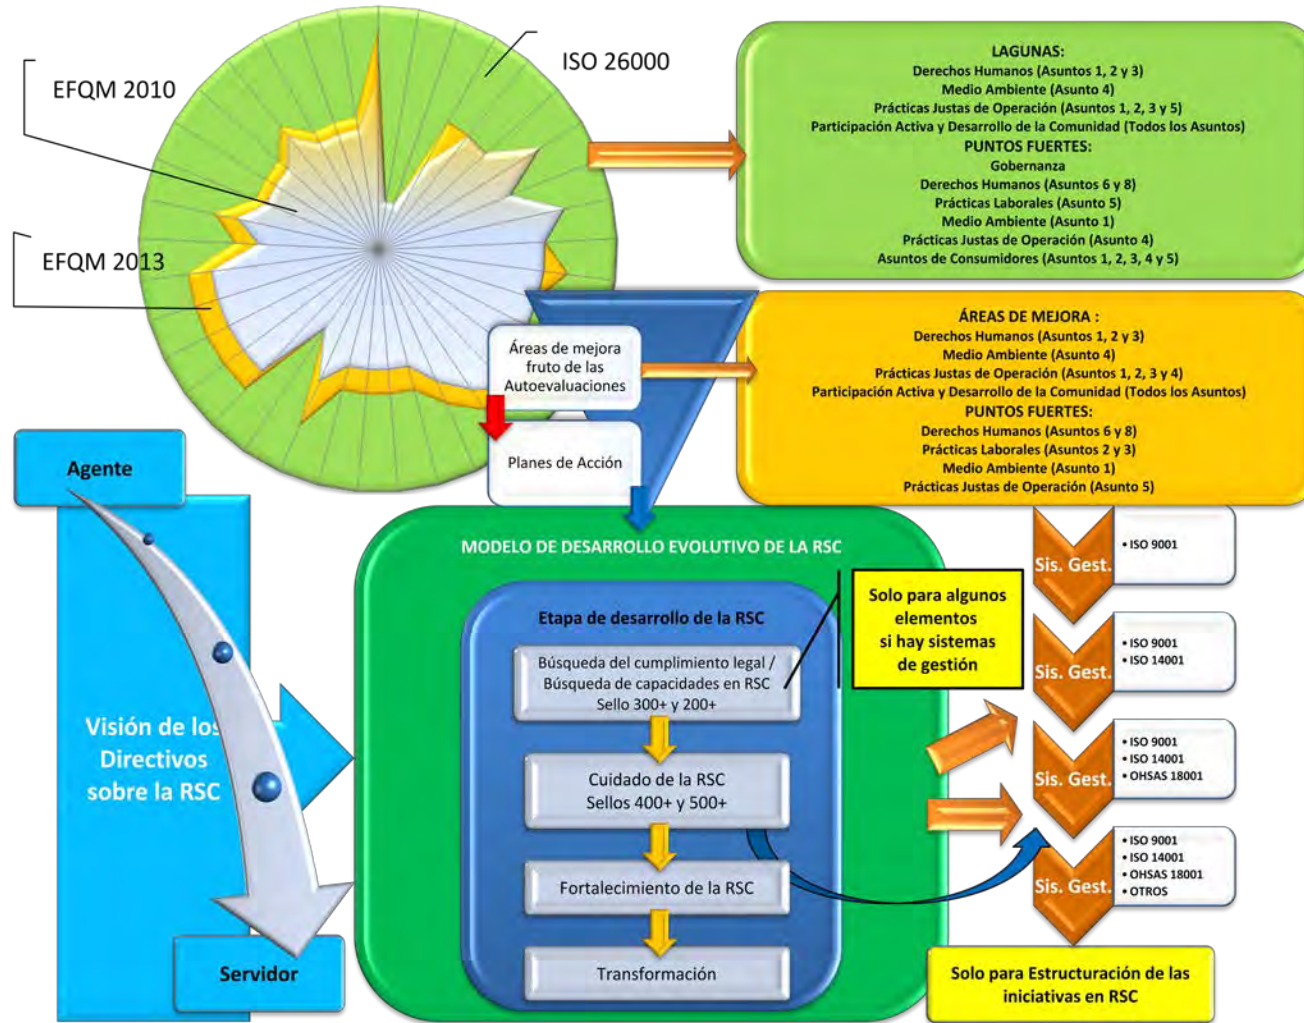 EFQM 2010
ISO 26000
EFQM 2013
LAGUNAS:
Derechos Humanos (Asuntos 1, 2 y 3)
Medio Ambiente (Asunto 4)
Prácticas Justas de Operación (Asuntos 1, 2, 3 y 5)
Participación Activa y Desarrollo de la Comunidad (Todos los Asuntos)
PUNTOS FUERTES:
Gobernanza
Derechos Humanos (Asuntos 6 y 8)
Prácticas Laborales (Asunto 5)
Medio Ambiente (Asunto 1)
Prácticas Justas de Operación (Asunto 4)
Asuntos de Consumidores (Asuntos 1, 2, 3, 4 y 5)
Áreas de mejora
fruto de las
Autoevaluaciones
Planes de Acción
ÁREAS DE MEJORA :
Derechos Humanos (Asuntos 1, 2 y 3)
Medio Ambiente (Asunto 4)
Prácticas Justas de Operación (Asuntos 1, 2, 3 y 4)
Participación Activa y Desarrollo de la Comunidad (Todos los Asuntos)
PUNTOS FUERTES:
Derechos Humanos (Asuntos 6 y 8)
Prácticas Laborales (Asuntos 2 y 3)
Medio Ambiente (Asunto 1)
Prácticas Justas de Operación (Asunto 5)
Agente
Visión de los
Directivos
sobre la RSC
Servidor
MODELO DE DESARROLLO EVOLUTIVO DE LA RSC
Etapa de desarrollo de la RSC
Búsqueda del cumplimiento legal /
Búsqueda de capacidades en RSC
Sello 300+ y 200+
Cuidado de la RSC
Sellos 400+ y 500+
Fortalecimiento de la RSC
Transformación
Solo para algunos
elementos
si hay sistemas
de gestión
Sis. Gest.
• ISO 9001
Sis. Gest.
• ISO 9001
• ISO 14001
Sis. Gest.
• ISO 9001
• ISO 14001
• OHSAS 18001
Sis. Gest.
• ISO 9001
• ISO 14001
• OHSAS 18001
• OTROS
Solo para Estructuración de las
iniciativas en RSC